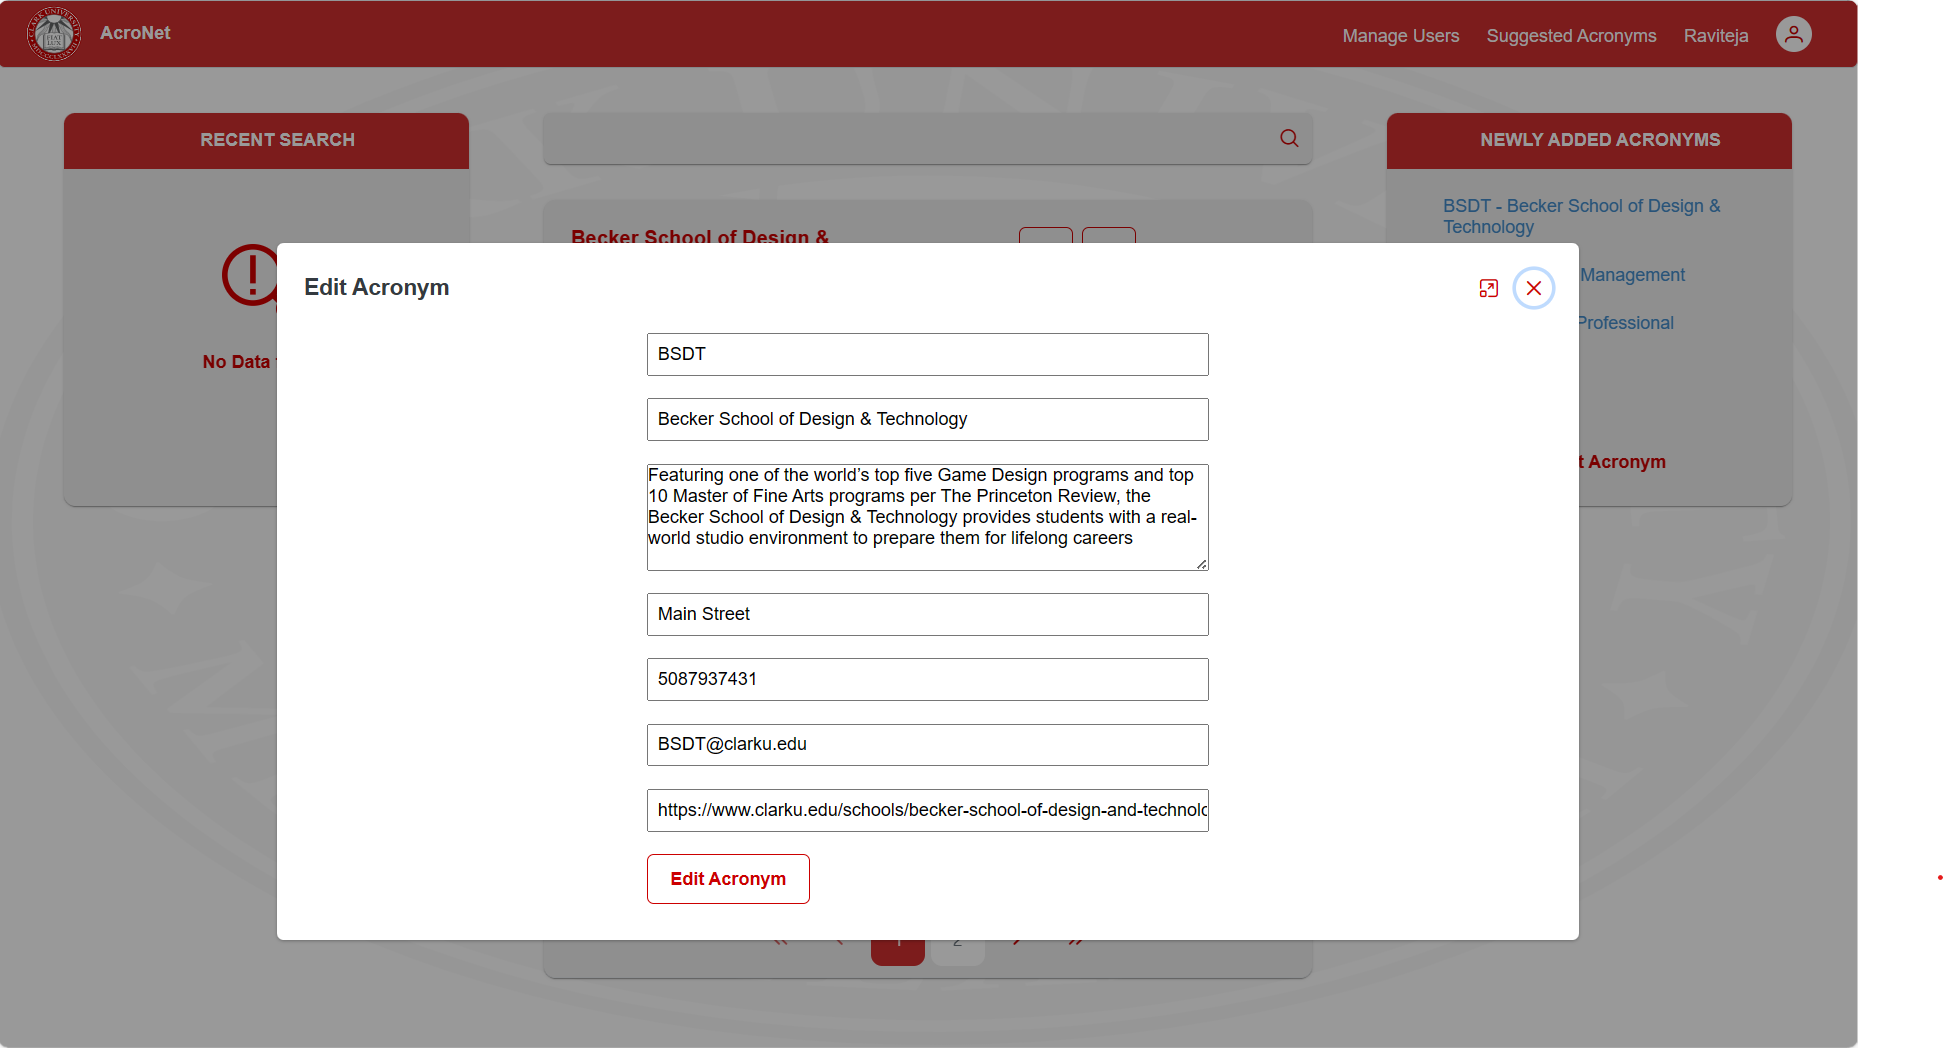 AcroNet
Manage Users
Suggested Acronyms
Raviteja
RECENT SEARCH
No Data
Becker School of Design &
NEWLY ADDED ACRONYMS
BSDT - Becker School of Design &
Technology
Management
Professional
Acronym
Edit Acronym
BSDT
Becker School of Design & Technology
Featuring one of the world’s top five Game Design programs and top
10 Master of Fine Arts programs per The Princeton Review, the
Becker School of Design & Technology provides students with a real-
world studio environment to prepare them for lifelong careers
Main Street
5087937431
BSDT@clarku.edu
https://www.clarku.edu/schools/becker-school-of-design-and-technolo
Edit Acronym
1
2